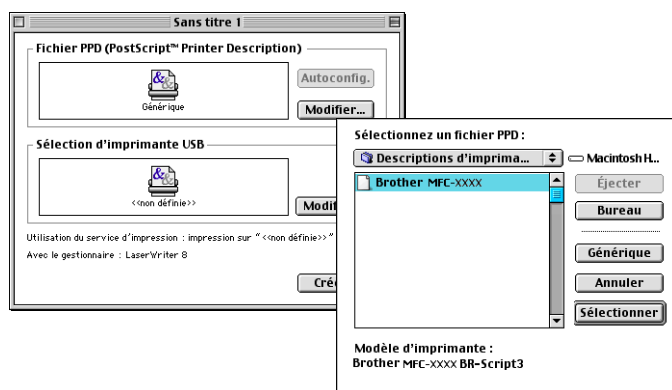 Sans titre 1
Fichier PPD (PostScript™ Printer Description)
Générique
Autoconfig.
Modifier...
Sélection d'imprimante USB
<<non définie>>
Modif
Utilisation du service d'impression : impression sur "<<non définie>>"
Avec le gestionnaire : LaserWriter 8
Cré
Sélectionnez un fichier PPD :
Descriptions d'imprima...
Macintosh H...
Brother MFC-XXXX
Éjecter
Bureau
Générique
Annuler
Sélectionner
Modèle d'imprimante :
Brother MFC-XXXX BR-Script3